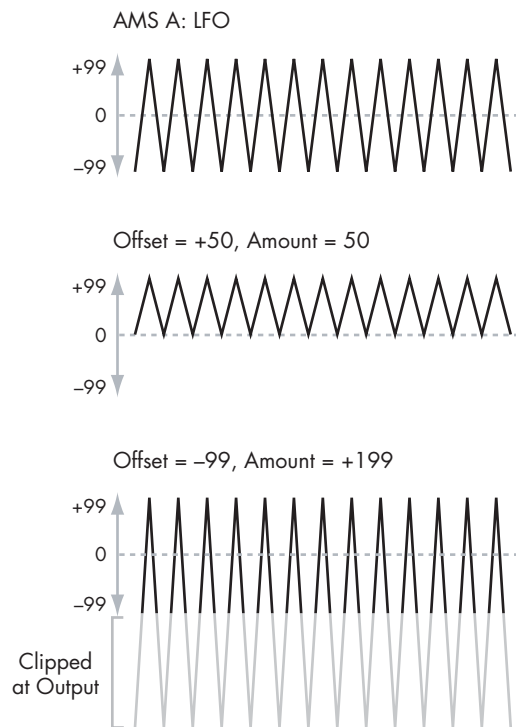 AMS A: LFO
+99
0
–99
Offset = +50, Amount = 50
+99
0
–99
Offset = –99, Amount = +199
+99
0
–99
Clipped
at Output